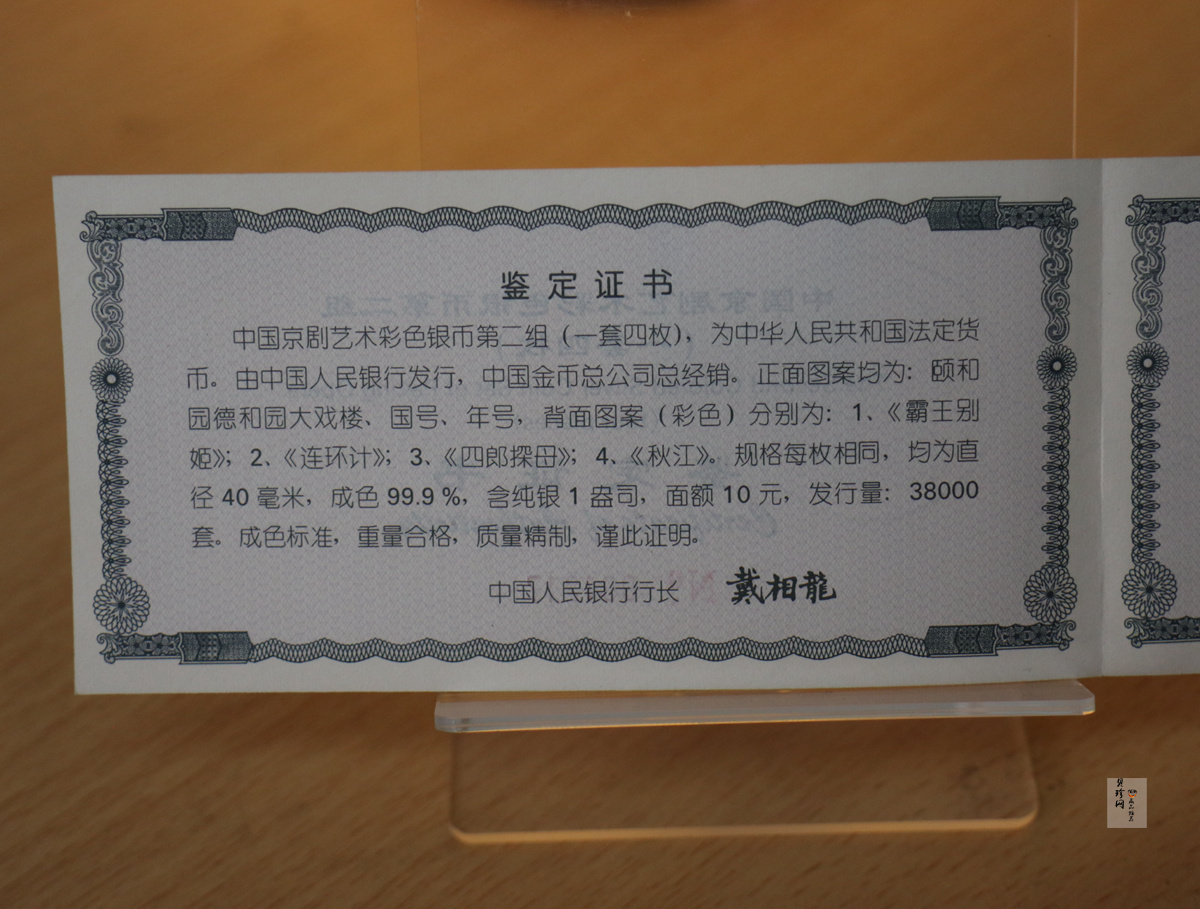 鉴定证书
中国京剧艺术彩色银币第二组（一套四枚），为中华人民共和国法定货
币。由中国人民银行发行，中国金币总公司总经销。正面图案均为：颐和
园德和园大戏楼、国号、年号，背面图案（彩色）分别为：1、《霸王别
姬》；2、《连环计》；3、《四郎探母》；4、《秋江》。规格每枚相同，均为直
径40毫米，成色99.9%，含纯银1盎司，面额10元，发行量：38000
套。成色标准，重量合格，质量精制，谨此证明。
中国人民银行行长 戴相龍